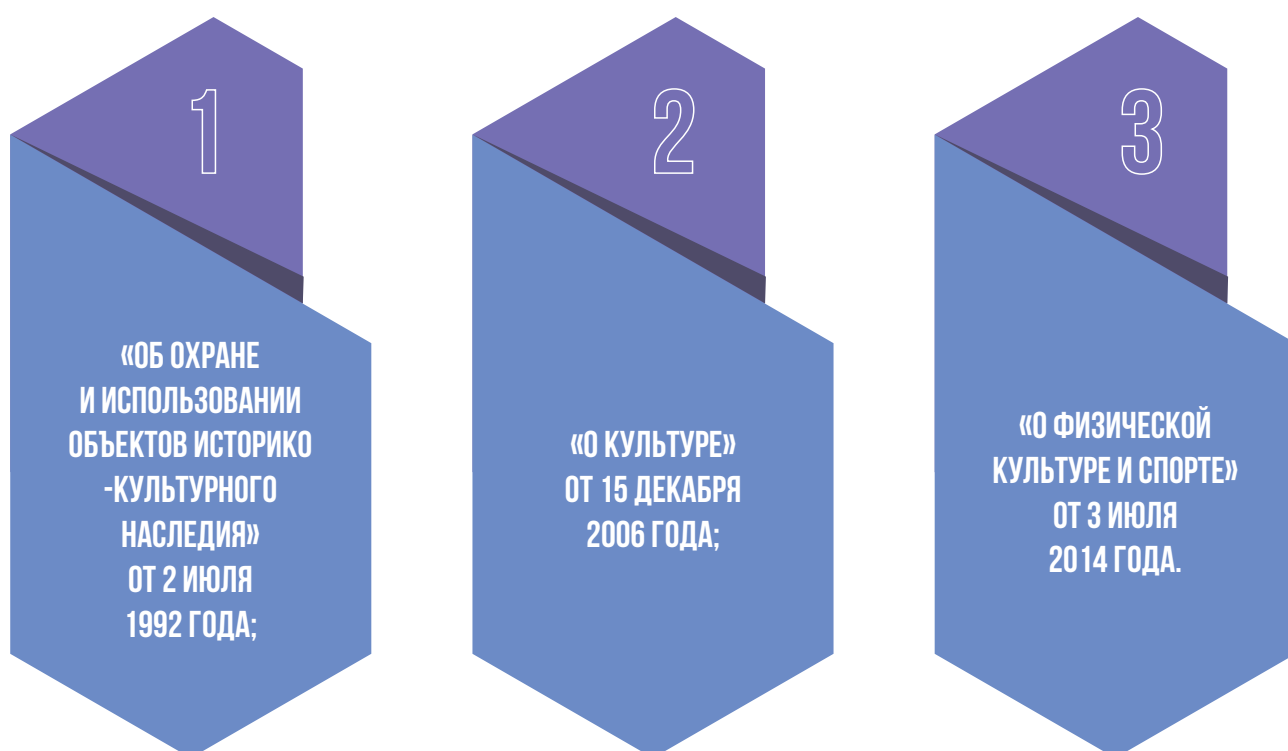 1
«ОБ ОХРАНЕ
И ИСПОЛЬЗОВАНИИ
ОБЪЕКТОВ ИСТОРИКО
-КУЛЬТУРНОГО
НАСЛЕДИЯ»
ОТ 2 ИЮЛЯ
1992 ГОДА;
2
«О КУЛЬТУРЕ»
ОТ 15 ДЕКАБРЯ
2006 ГОДА;
3
«О ФИЗИЧЕСКОЙ
КУЛЬТУРЕ И СПОРТЕ»
ОТ 3 ИЮЛЯ
2014 ГОДА.